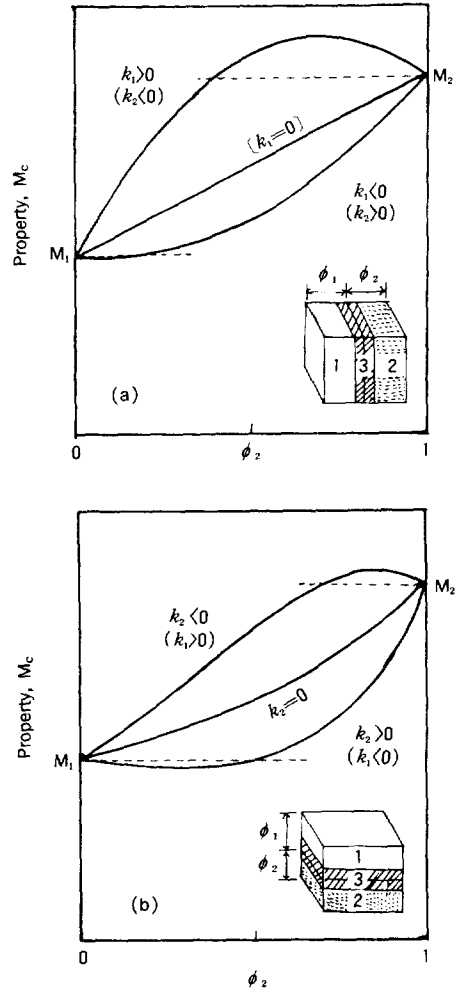 k₁>0
(k₂<0)
M₂
[k₁=0]
k₁<0
(k₂>0)
Property, Mc
M₁
ϕ₁ ϕ₂
1 3 2
(a)
0 ϕ₂ 1
k₂<0
(k₁>0)
M₂
k₂=0
k₂>0
(k₁<0)
Property, Mc
M₁
ϕ₁
ϕ₂
1
3
2
(b)
0 ϕ₂ 1